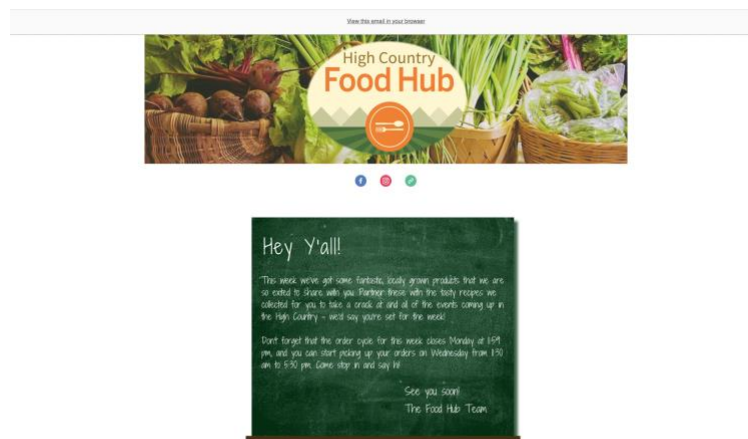 View this email in your browser
High Country
Food Hub
Hey Y'all!
This week we've got some fantastic, locally grown products that we are
so exited to share with you. Partner these with the tasty recipes we
collected for you to take a crack at and all of the events coming up in
the High Country - we'd say you're set for the week!
Don't forget that the order cycle for this week closes Monday at
pm, and you can start picking up your orders on Wednesday from
am to 5:30 pm. Come stop in and say hi!
See you soon!
The Food Hub Team